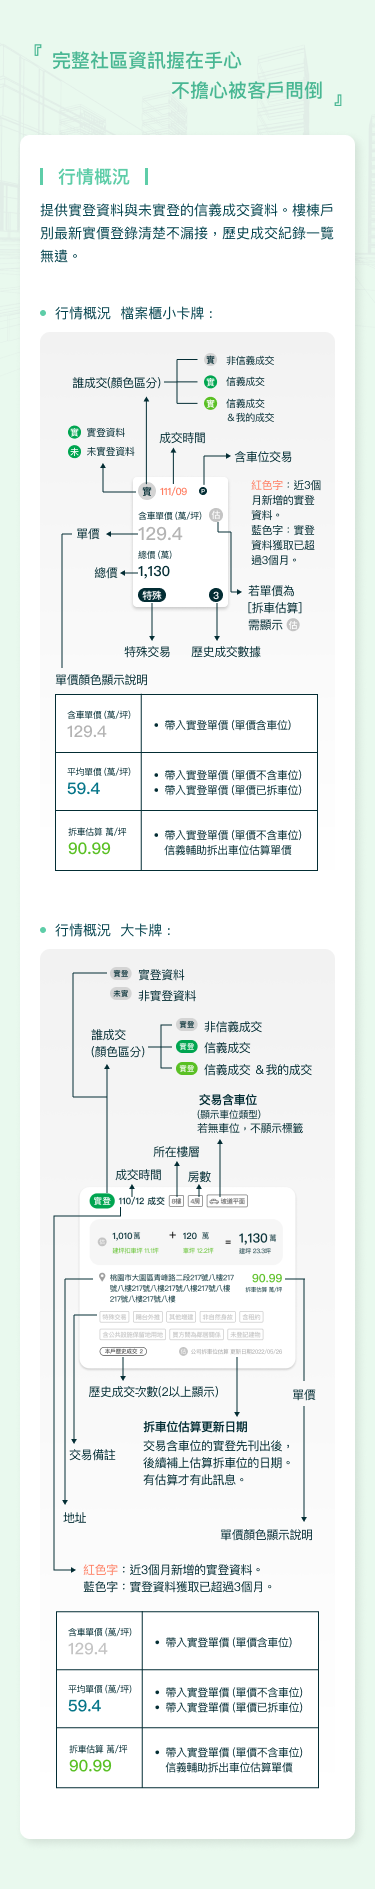 『 完整社區資訊握在手心
不擔心被客戶問倒 』
行情概況
提供實登資料與未實登的信義成交資料。樓棟戶
別最新實價登錄清楚不漏接，歷史成交紀錄一覽
無遺。
行情概況 檔案櫃小卡牌：
實 非信義成交
誰成交(顏色區分)
實 信義成交
實 信義成交
＆我的成交
實 實登資料
未 未實登資料
成交時間
含車位交易
實 111/09 P
紅色字：近3個
月新增的實登
資料。
藍色字：實登
資料獲取已超
過3個月。
含車單價 (萬/坪) 估
單價
129.4
總價 (萬)
總價
1,130
特殊 3
若單價為
[拆車估算]
需顯示 估
特殊交易 歷史成交數據
單價顏色顯示說明
含車單價 (萬/坪)
129.4
• 帶入實登單價 (單價含車位)
平均單價 (萬/坪)
59.4
• 帶入實登單價 (單價不含車位)
• 帶入實登單價 (單價已拆車位)
拆車估算 萬/坪
90.99
• 帶入實登單價 (單價不含車位)
信義輔助拆出車位估算單價
行情概況 大卡牌：
實登 實登資料
未實 非實登資料
誰成交
(顏色區分)
實登 非信義成交
實登 信義成交
實登 信義成交 ＆我的成交
交易含車位
(顯示車位類型)
若無車位，不顯示標籤
所在樓層
成交時間 房數
實登 110/12 成交 8樓 4房 坡道平面
1,010萬 + 120 萬 = 1,130萬
建坪扣車坪 11.1坪 車坪 12.2坪 建坪 23.3坪
桃園市大園區青峰路二段217號八樓217
號八樓217號八樓217號八樓217號八樓
217號八樓217號八樓
90.99
拆車估算 萬/坪
特殊交易 陽台外推 其他增建 非自然身故 含租約
含公共設施保留地用地 買方間為親屬關係 未登記建物
本戶歷史成交 2
估 公司拆車位估算 更新日期2022/05/26
歷史成交次數(2以上顯示)
單價
拆車位估算更新日期
交易含車位的實登先刊出後，
後續補上估算拆車位的日期。
有估算才有此訊息。
交易備註
地址
單價顏色顯示說明
紅色字：近3個月新增的實登資料。
藍色字：實登資料獲取已超過3個月。
含車單價 (萬/坪)
129.4
• 帶入實登單價 (單價含車位)
平均單價 (萬/坪)
59.4
• 帶入實登單價 (單價不含車位)
• 帶入實登單價 (單價已拆車位)
拆車估算 萬/坪
90.99
• 帶入實登單價 (單價不含車位)
信義輔助拆出車位估算單價